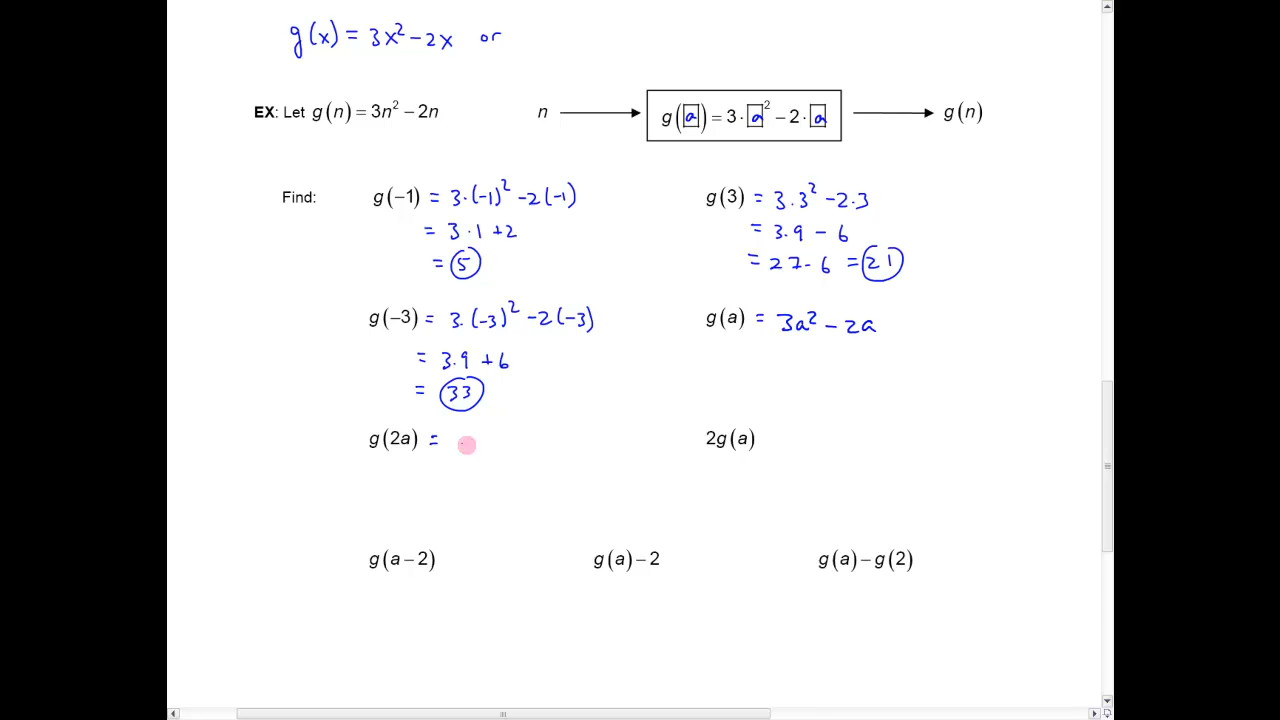 g(x) = 3x² - 2x or
EX: Let g(n) = 3n² − 2n n g(a) = 3·a² − 2·a g(n)
Find: g(−1) = 3·(-1)² -2(-1) g(3) = 3·3² -2·3
= 3·1 +2 = 3·9 - 6
= 5 = 27-6 = 21
g(−3) = 3·(-3)² -2(-3) g(a) = 3a² - 2a
= 3·9 +6
= 33
g(2a) = 2g(a)
g(a−2) g(a)−2 g(a)−g(2)